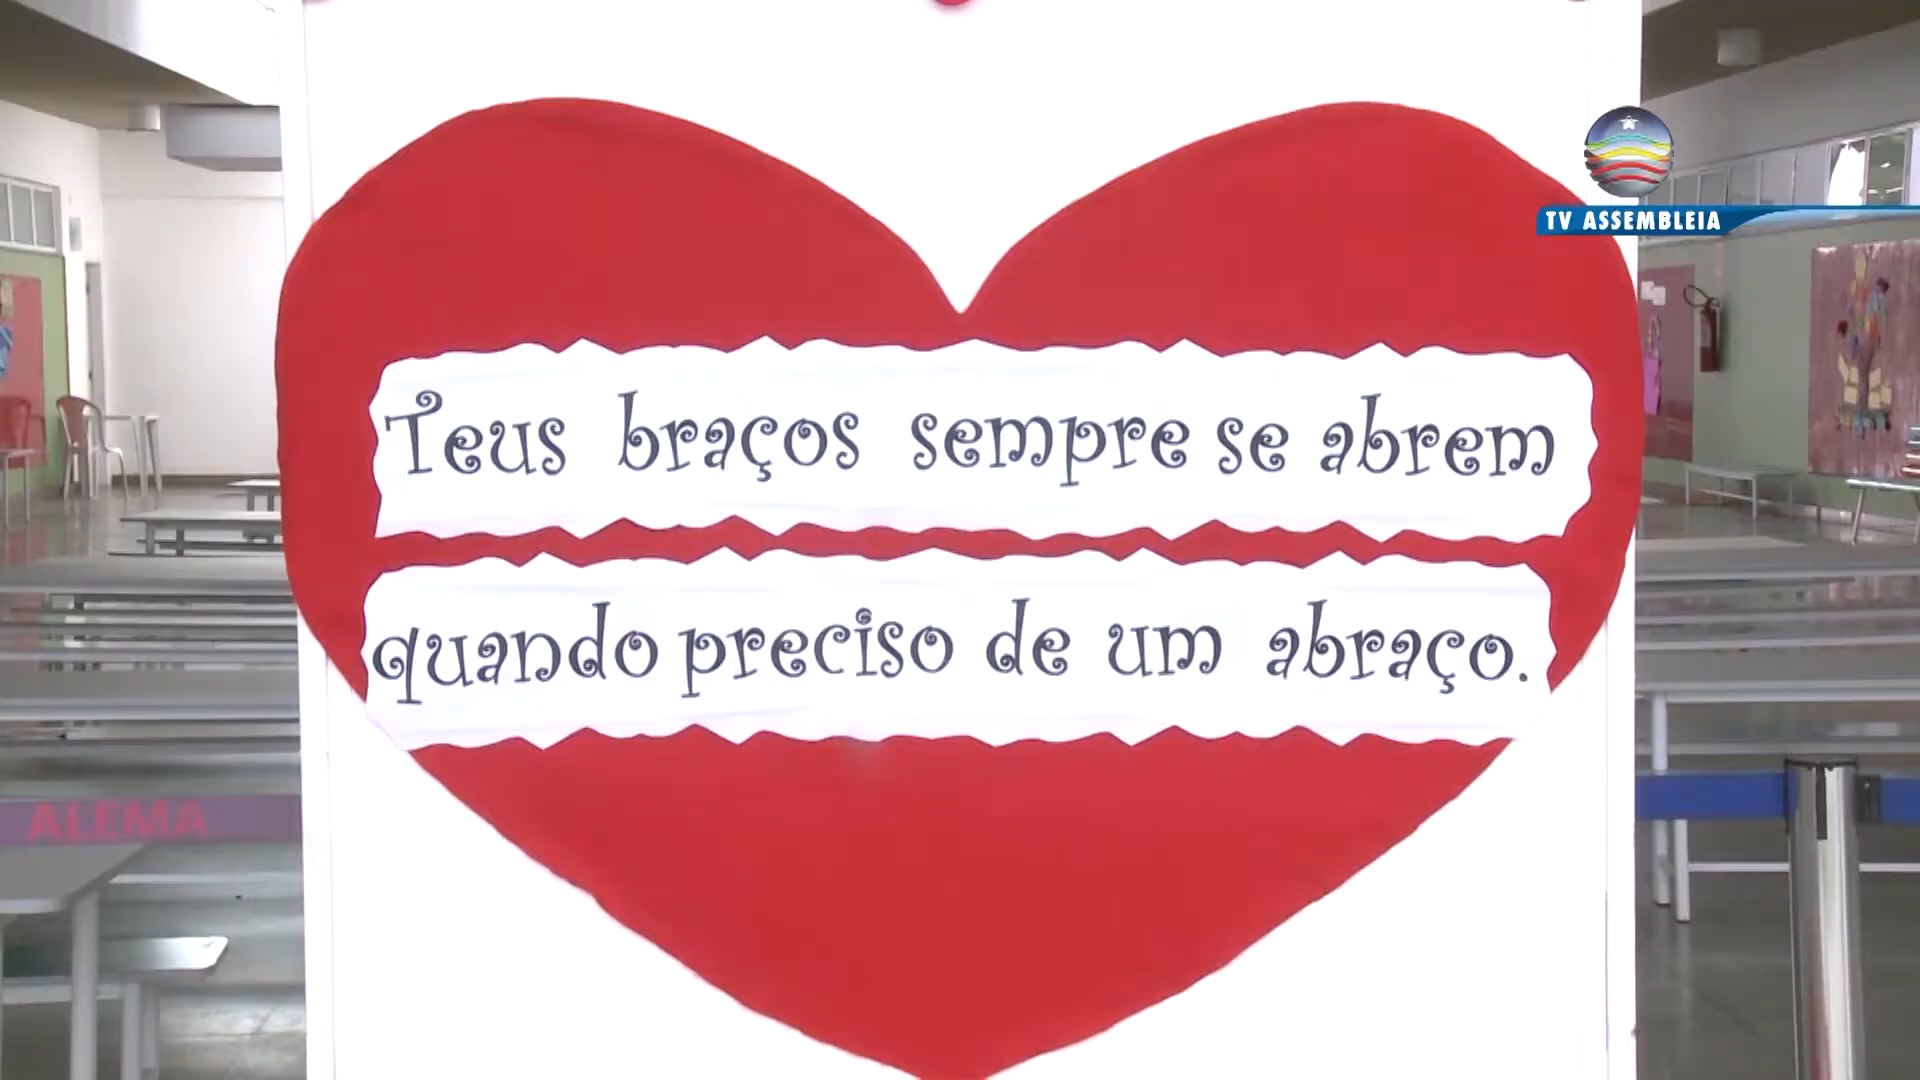 TV ASSEMBLEIA
Teus braços sempre se abrem
quando preciso de um abraço.
ALEMA